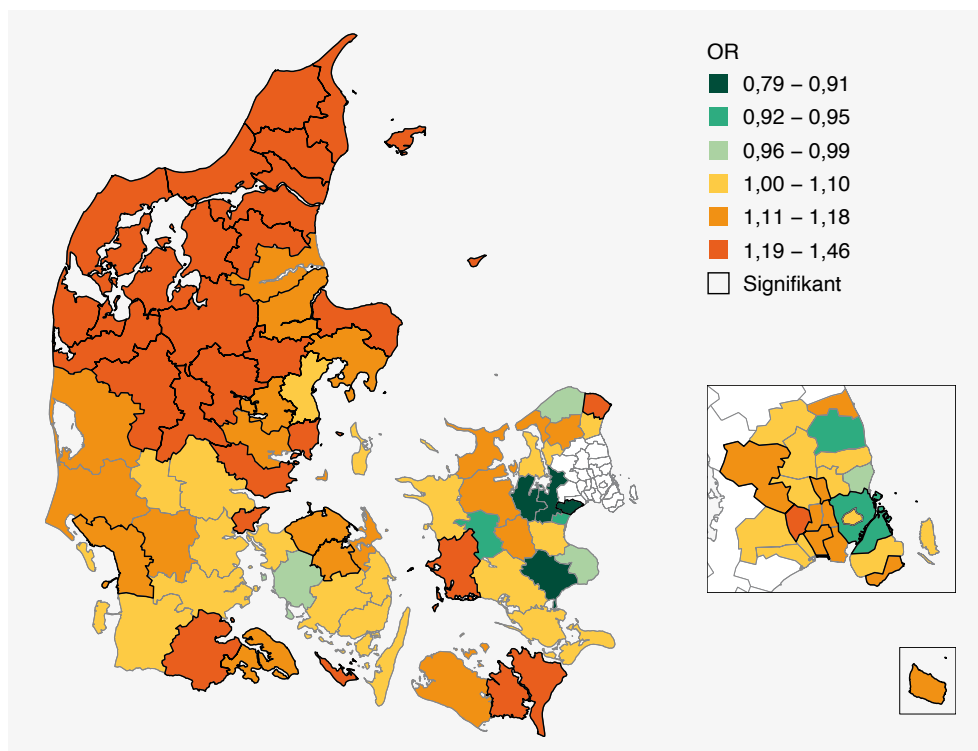 OR
0,79 – 0,91
0,92 – 0,95
0,96 – 0,99
1,00 – 1,10
1,11 – 1,18
1,19 – 1,46
Signifikant